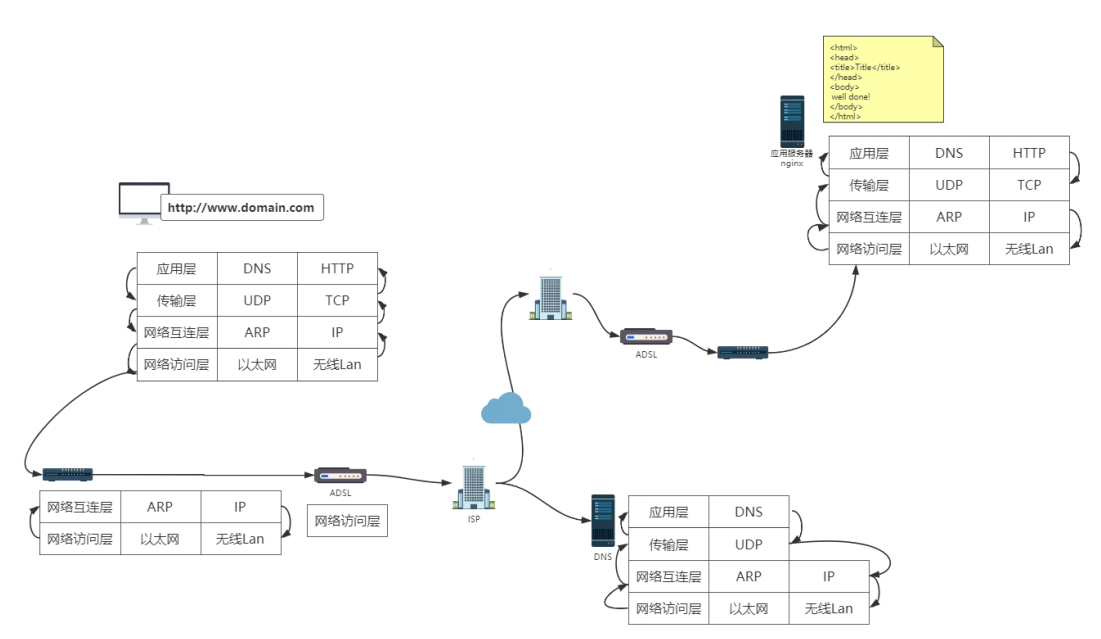 <html>
<head>
<title>Title</title>
</head>
<body>
well done!
</body>
</html>
应用服务器
nginx
应用层 DNS HTTP
传输层 UDP TCP
网络互连层 ARP IP
网络访问层 以太网 无线Lan
http://www.domain.com
应用层 DNS HTTP
传输层 UDP TCP
网络互连层 ARP IP
网络访问层 以太网 无线Lan
ADSL
ADSL
网络互连层 ARP IP
网络访问层 以太网 无线Lan
网络访问层
ISP
DNS
应用层 DNS
传输层 UDP
网络互连层 ARP IP
网络访问层 以太网 无线Lan